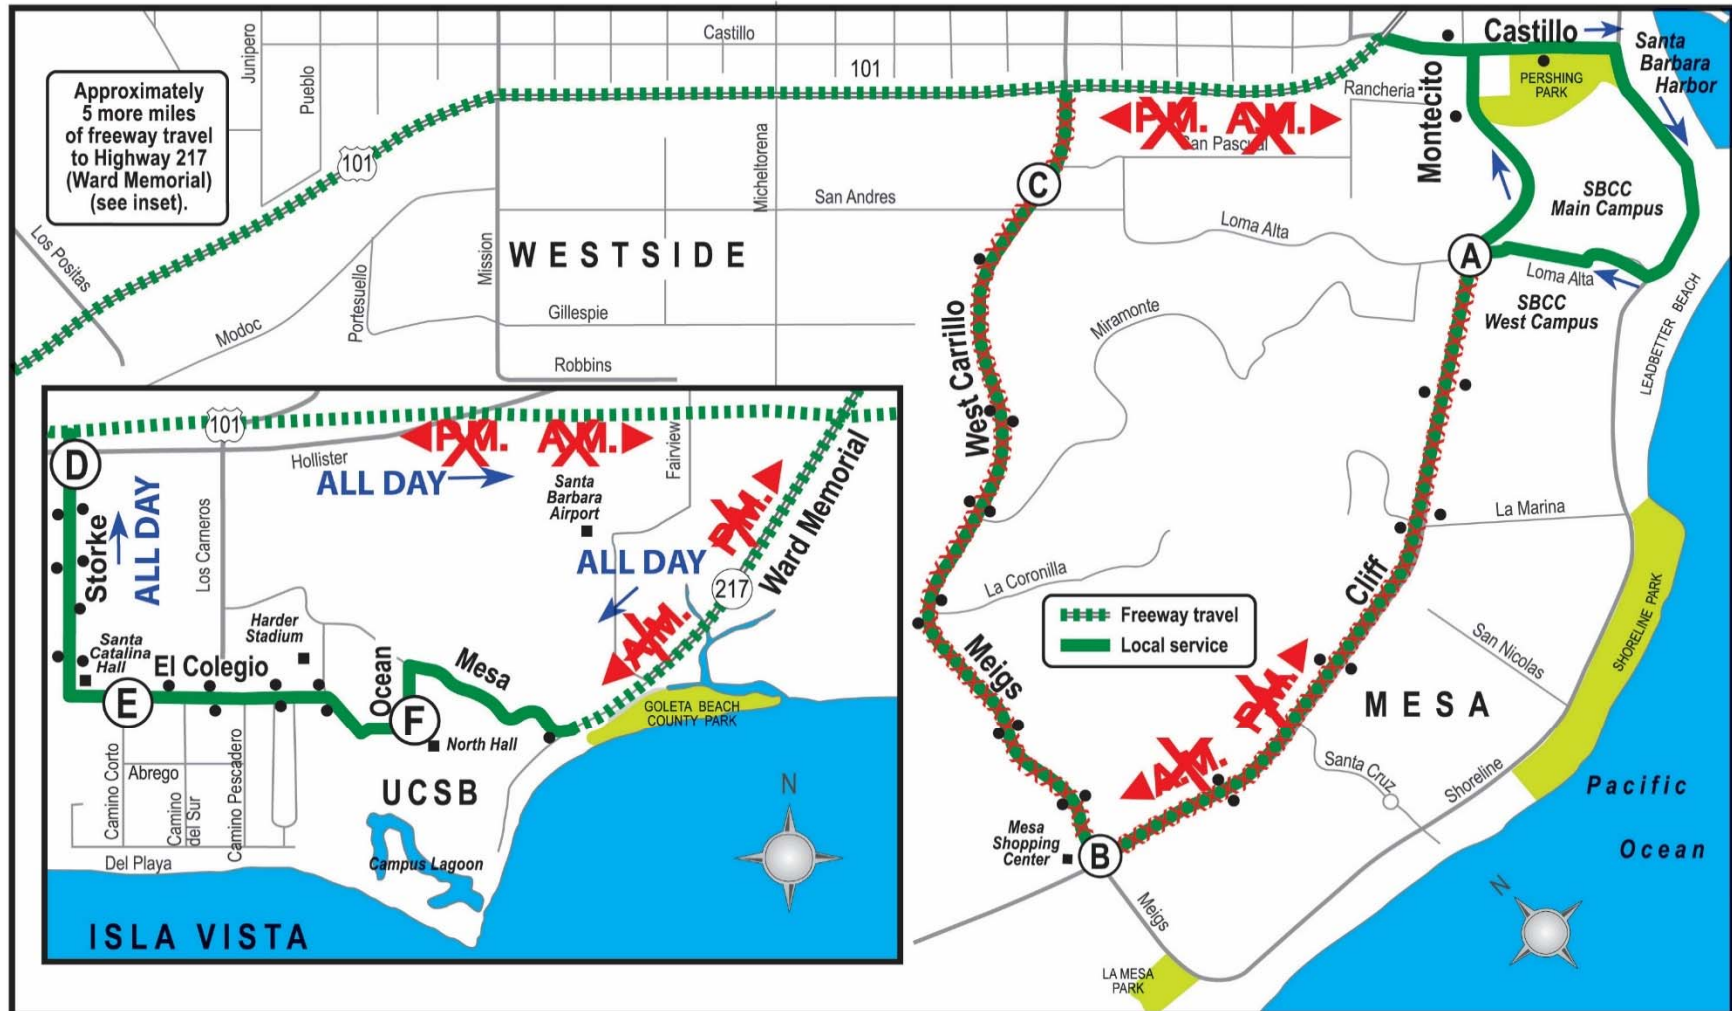 Castillo
Castillo
Santa
Barbara
Harbor
Junipero
Pueblo
101
Rancheria
Montecito
PERSHING
PARK
Approximately
5 more miles
of freeway travel
to Highway 217
(Ward Memorial)
(see inset).
P.M.
A.M.
San Pascual
101
Micheltorena
C
San Andres
SBCC
Main Campus
Los Positas
Mission
WESTSIDE
Loma Alta
A
Loma Alta
SBCC
West Campus
Modoc
Portesuello
Gillespie
Robbins
Miramonte
West Carrillo
LEADBETTER BEACH
101
D
Hollister
P.M.
A.M.
Fairview
ALL DAY
Santa
Barbara
Airport
P.M.
Ward Memorial
Storke
ALL DAY
Los Carneros
ALL DAY
217
A.M.
Santa
Catalina
Hall
Harder
Stadium
El Colegio
Ocean
Mesa
E
F
North Hall
GOLETA BEACH
COUNTY PARK
Camino Corto
Abrego
Camino
del Sur
Camino Pescadero
UCSB
Del Playa
Campus Lagoon
N
ISLA VISTA
La Marina
La Coronilla
Cliff
Freeway travel
Local service
San Nicolas
SHORELINE PARK
Meigs
P.M.
MESA
A.M.
Santa Cruz
Shoreline
Pacific
Ocean
Mesa
Shopping
Center
B
Meigs
N
LA MESA
PARK